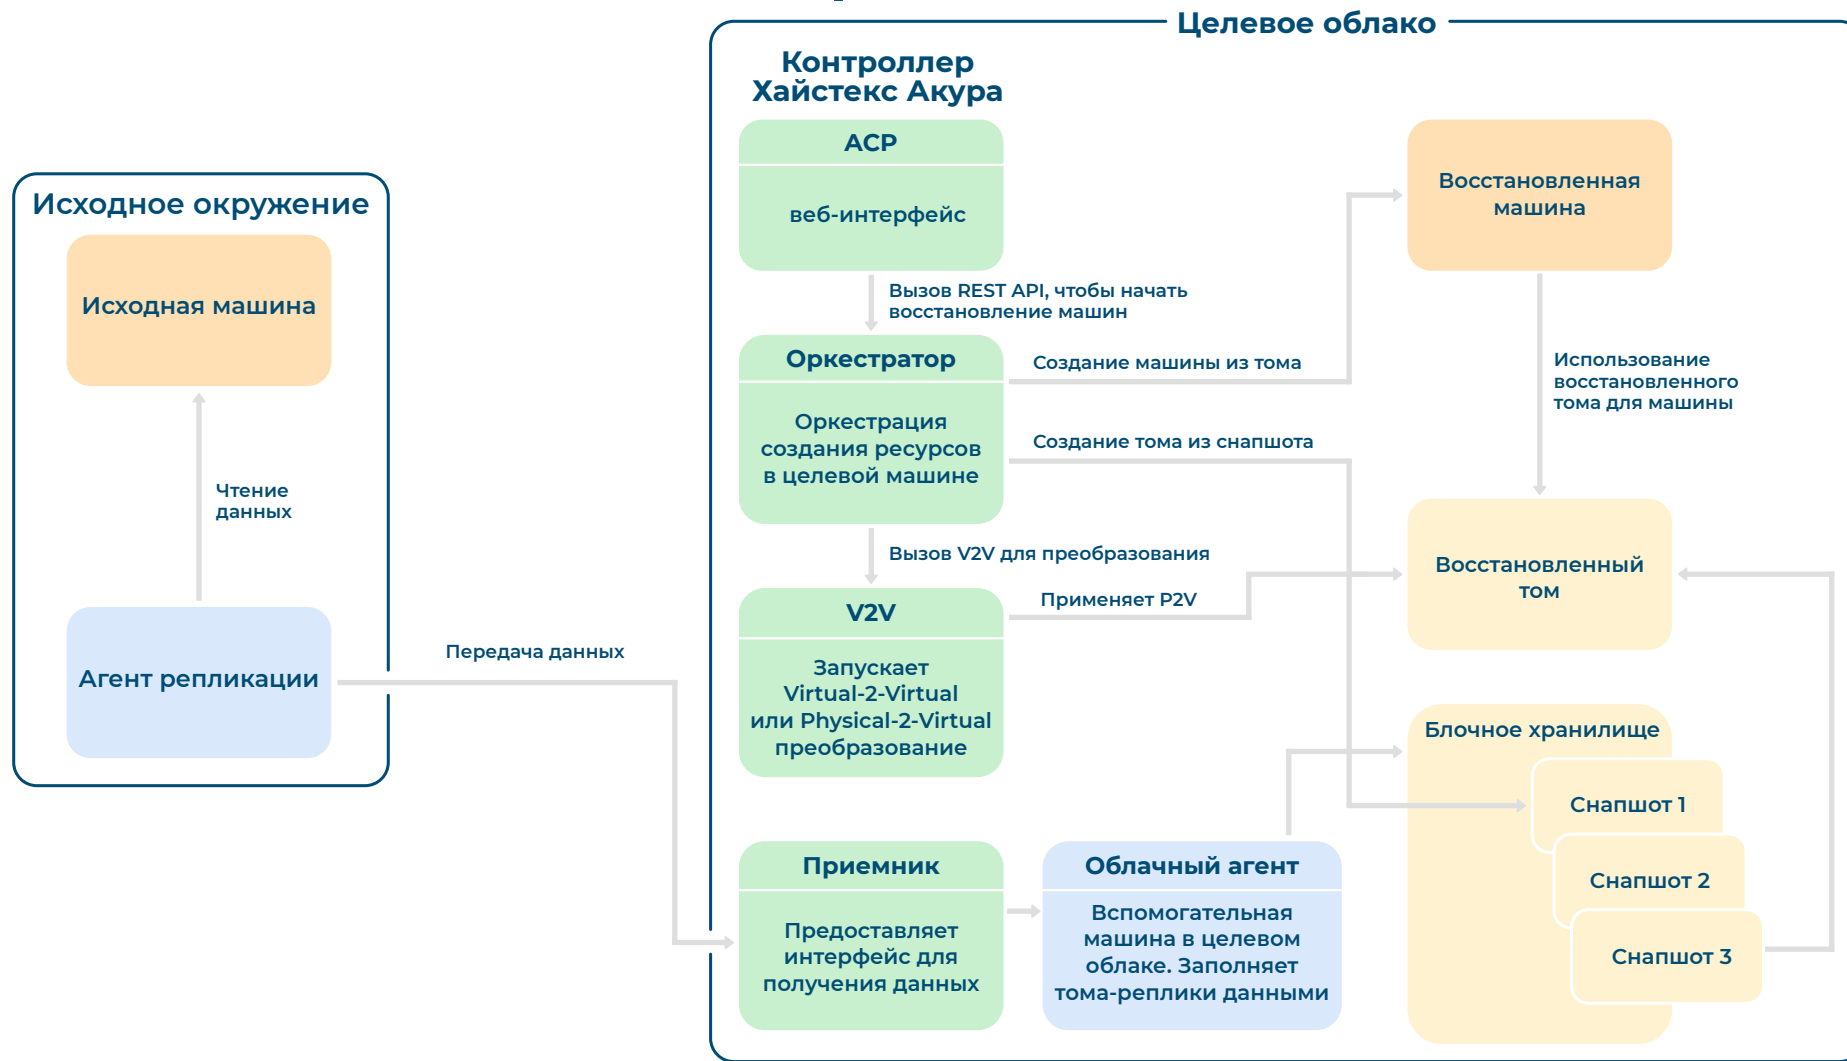 Целевое облако
Контроллер
Хайстекс Акура
ACP
веб-интерфейс
Исходное окружение
Исходная машина
Чтение
данных
Агент репликации
Передача данных
Вызов REST API, чтобы начать
восстановление машин
Оркестратор
Оркестрация
создания ресурсов
в целевой машине
Создание машины из тома
Создание тома из снапшота
Вызов V2V для преобразования
V2V
Запускает
Virtual-2-Virtual
или Physical-2-Virtual
преобразование
Применяет P2V
Приемник
Предоставляет
интерфейс для
получения данных
Облачный агент
Вспомогательная
машина в целевом
облаке. Заполняет
тома-реплики данными
Восстановленная
машина
Использование
восстановленного
тома для машины
Восстановленный
том
Блочное хранилище
Снапшот 1
Снапшот 2
Снапшот 3